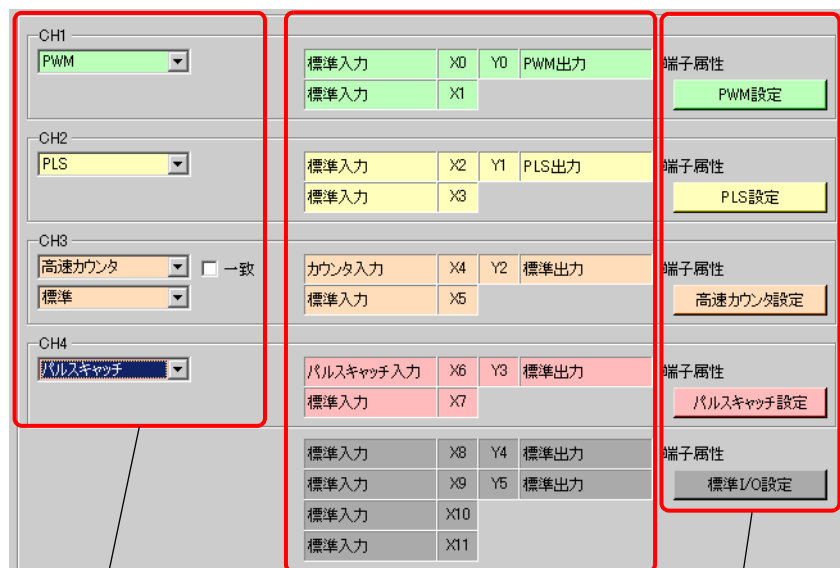 CH1
PWM
標準入力 X0 Y0 PWM出力 端子属性
標準入力 X1 PWM設定
CH2
PLS
標準入力 X2 Y1 PLS出力 端子属性
標準入力 X3 PLS設定
CH3
高速カウンタ 一致 カウンタ入力 X4 Y2 標準出力 端子属性
標準 標準入力 X5 高速カウンタ設定
CH4
パルスキャッチ パルスキャッチ入力 X6 Y3 標準出力 端子属性
標準入力 X7 パルスキャッチ設定
標準入力 X8 Y4 標準出力 端子属性
標準入力 X9 Y5 標準出力 標準I/O設定
標準入力 X10
標準入力 X11